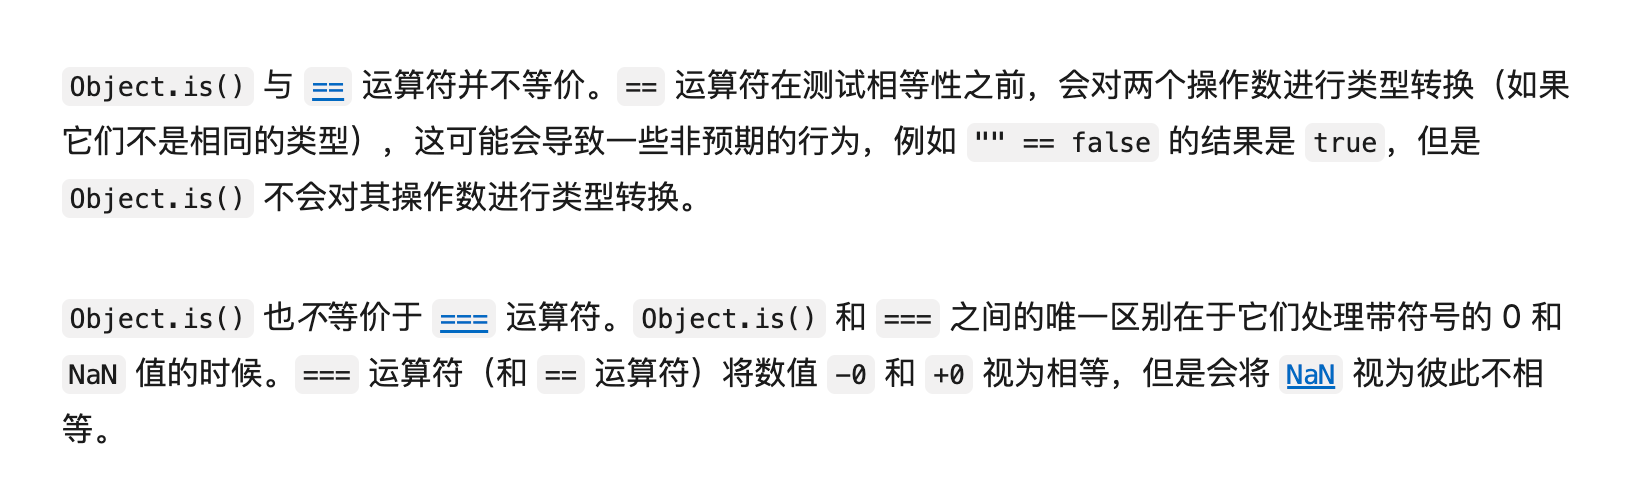 Object.is() 与 == 运算符并不等价。== 运算符在测试相等性之前，会对两个操作数进行类型转换（如果
它们不是相同的类型），这可能会导致一些非预期的行为，例如 "" == false 的结果是 true，但是
Object.is() 不会对其操作数进行类型转换。
Object.is() 也不等价于 === 运算符。Object.is() 和 === 之间的唯一区别在于它们处理带符号的 0 和
NaN 值的时候。=== 运算符（和 == 运算符）将数值 -0 和 +0 视为相等，但是会将 NaN 视为彼此不相
等。